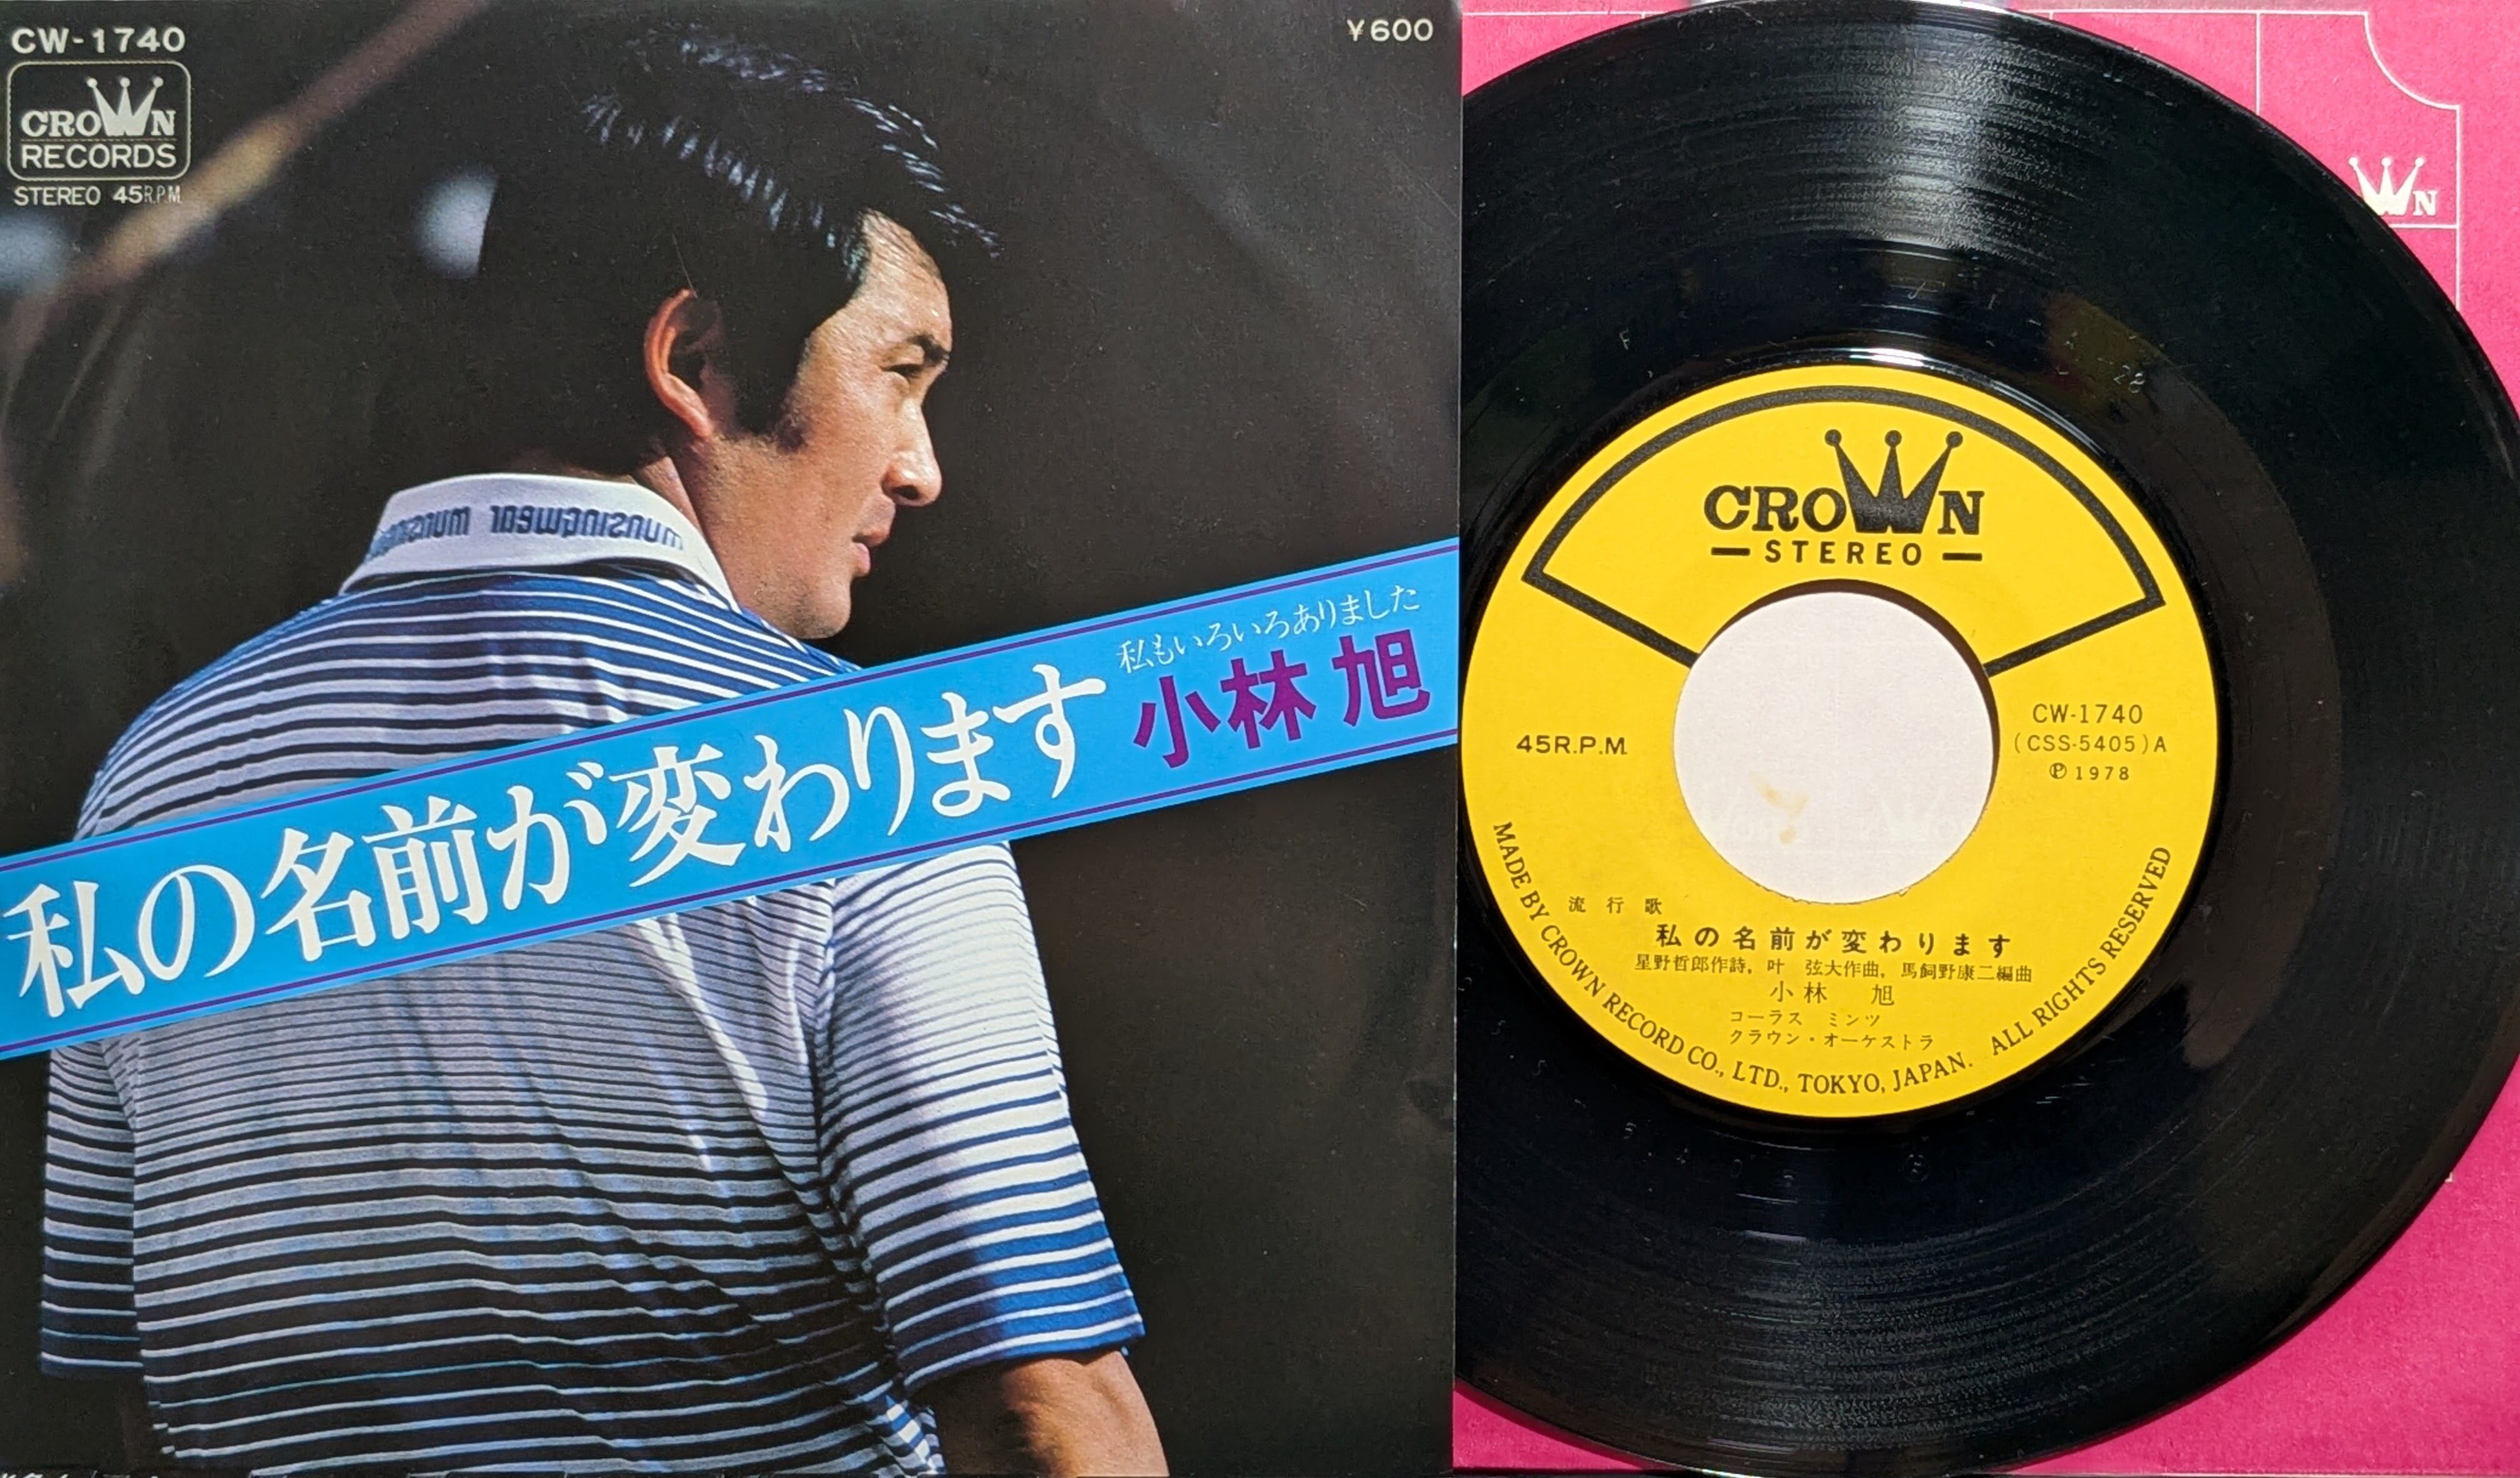 CW-1740
CROWN
RECORDS
STEREO 45R.P.M.
¥600
munsingwear munsing
私もいろいろありました
小林 旭
私の名前が変わります
CROWN
STEREO
45R.P.M.
CW-1740
(CSS-5405)A
Ⓟ1978
流行歌
私の名前が変わります
星野哲郎作詩, 叶 弦大作曲, 馬飼野康二編曲
小林 旭
コーラス ミンツ
クラウン・オーケストラ
MADE BY CROWN RECORD CO., LTD., TOKYO, JAPAN. ALL RIGHTS RESERVED